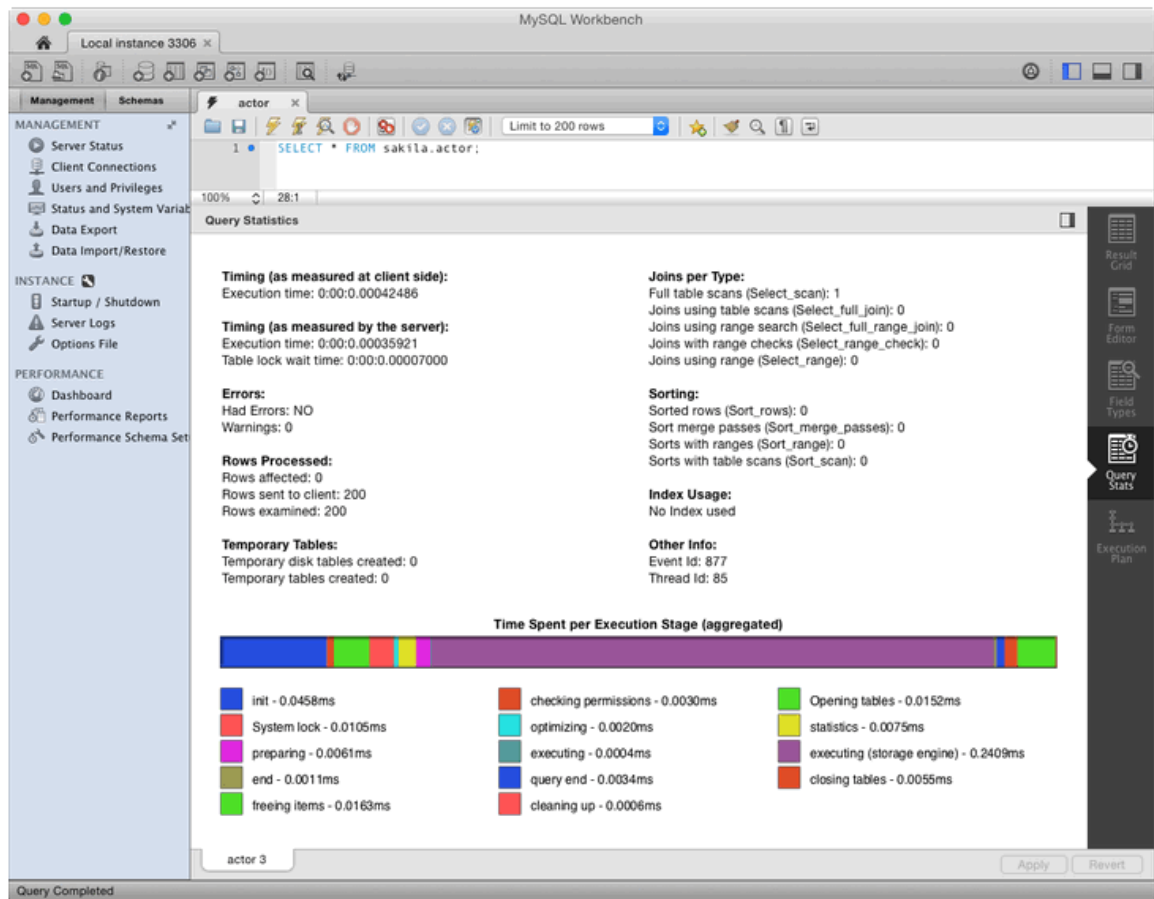 MySQL Workbench
Local instance 3306
Management Schemas
actor
MANAGEMENT
Server Status
Client Connections
Users and Privileges
Status and System Variab
Data Export
Data Import/Restore
INSTANCE
Startup / Shutdown
Server Logs
Options File
PERFORMANCE
Dashboard
Performance Reports
Performance Schema Set
Limit to 200 rows
1 SELECT * FROM sakila.actor;
100% 28:1
Query Statistics
Timing (as measured at client side):
Execution time: 0:00:0.00042486
Timing (as measured by the server):
Execution time: 0:00:0.00035921
Table lock wait time: 0:00:0.00007000
Errors:
Had Errors: NO
Warnings: 0
Rows Processed:
Rows affected: 0
Rows sent to client: 200
Rows examined: 200
Temporary Tables:
Temporary disk tables created: 0
Temporary tables created: 0
Joins per Type:
Full table scans (Select_scan): 1
Joins using table scans (Select_full_join): 0
Joins using range search (Select_full_range_join): 0
Joins with range checks (Select_range_check): 0
Joins using range (Select_range): 0
Sorting:
Sorted rows (Sort_rows): 0
Sort merge passes (Sort_merge_passes): 0
Sorts with ranges (Sort_range): 0
Sorts with table scans (Sort_scan): 0
Index Usage:
No Index used
Other Info:
Event Id: 877
Thread Id: 85
Time Spent per Execution Stage (aggregated)
init - 0.0458ms checking permissions - 0.0030ms Opening tables - 0.0152ms
System lock - 0.0105ms optimizing - 0.0020ms statistics - 0.0075ms
preparing - 0.0061ms executing - 0.0004ms executing (storage engine) - 0.2409ms
end - 0.0011ms query end - 0.0034ms closing tables - 0.0055ms
freeing items - 0.0163ms cleaning up - 0.0006ms
Result
Grid
Form
Editor
Field
Types
Query
Stats
Execution
Plan
actor 3
Apply Revert
Query Completed